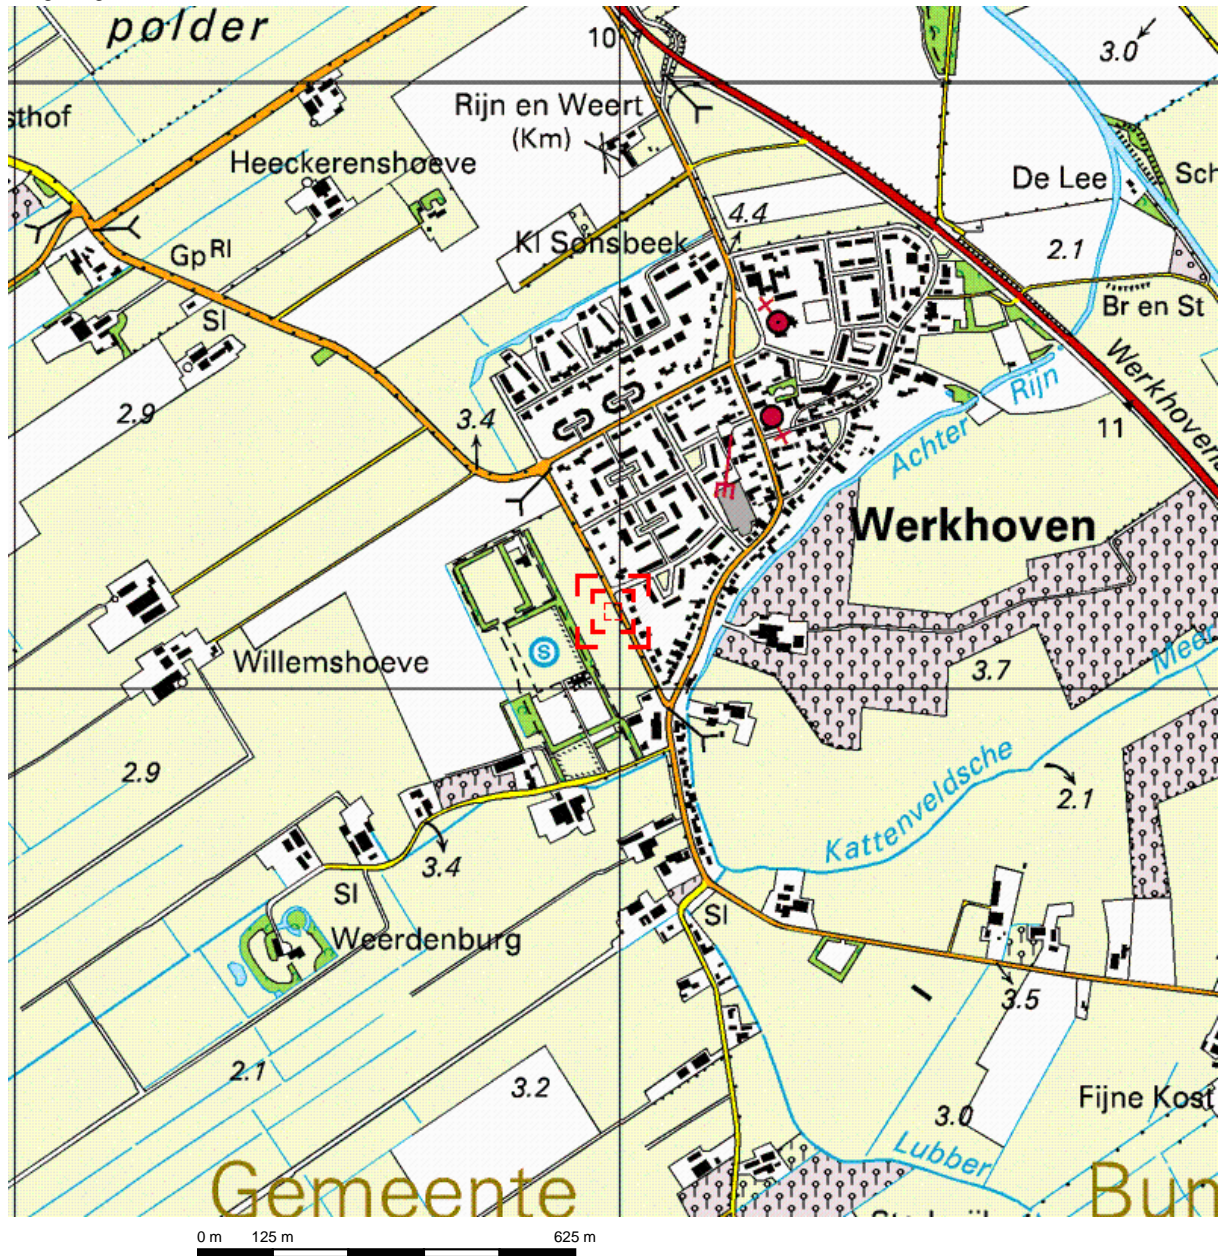 polder
10
3.0
Rijn en Weert
(Km)
sthof
Heeckerenshoeve
De Lee
Sch
4.4
Kl Sonsbeek
2.1
Gp Rl
Sl
Br en St
Werkhovens
Rijn
2.9
3.4
Achter
11
Werkhoven
Willemshoeve
S
3.7
Meer
2.9
Kattenveldsche
2.1
3.4
Sl
Sl
Weerdenburg
3.5
2.1
3.2
3.0
Fijne Kost
Lubber
Gemeente
Bun
0 m 125 m 625 m